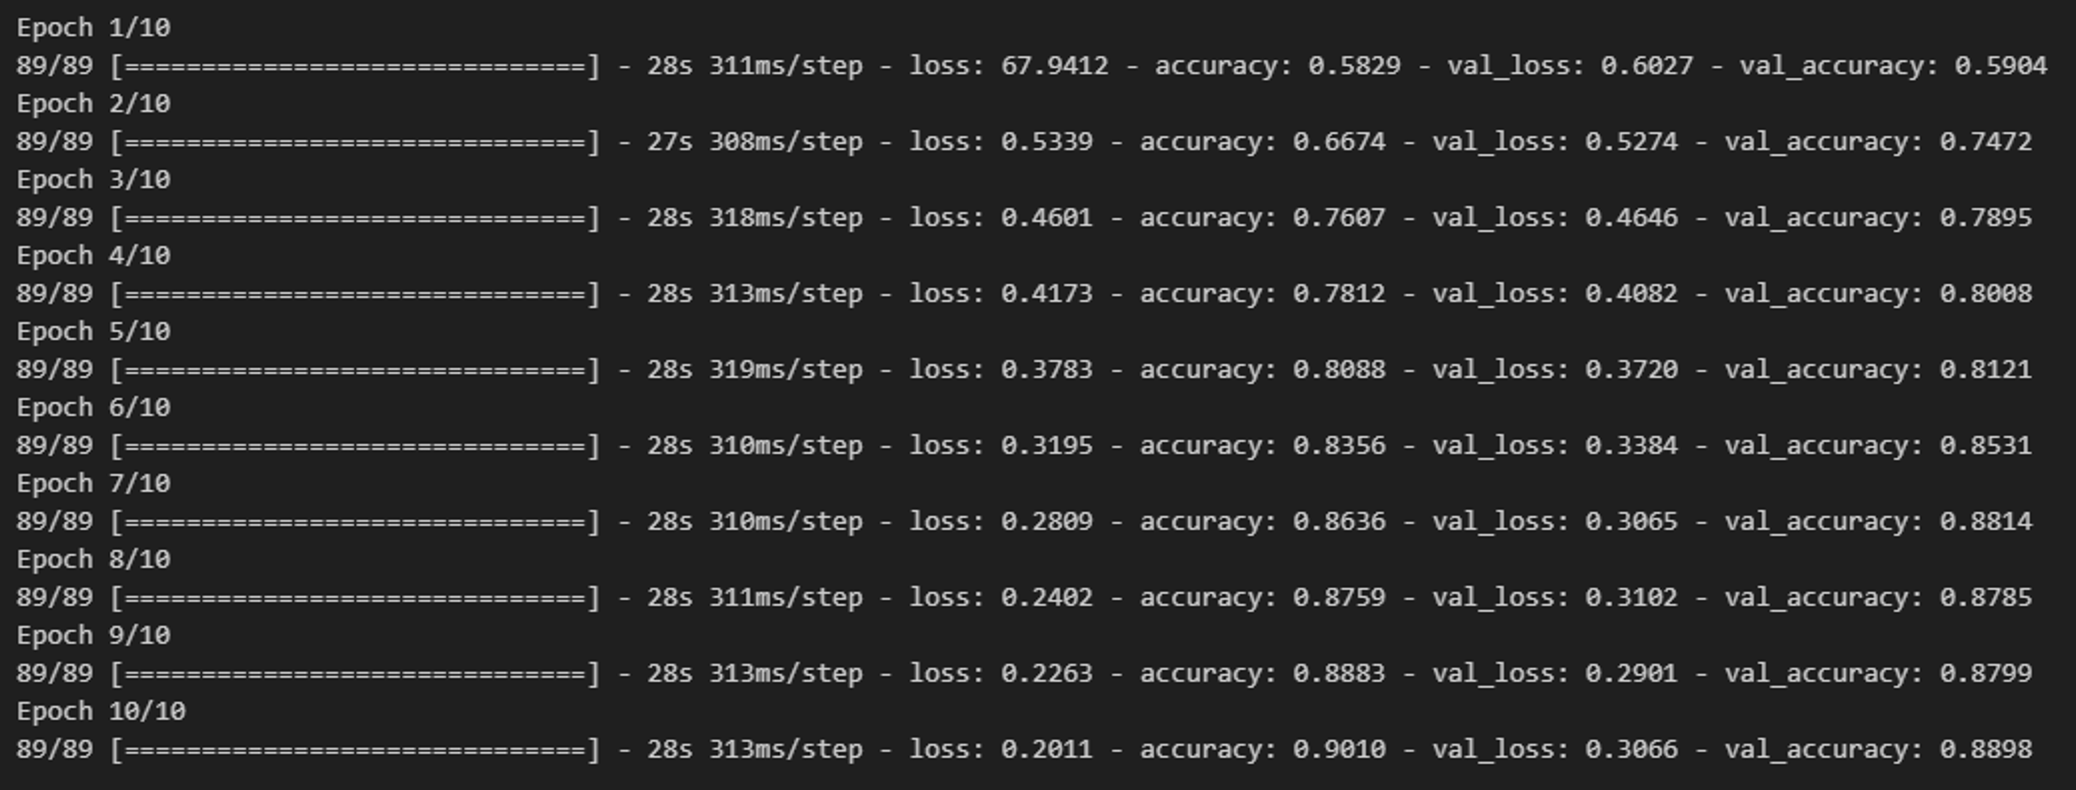 Epoch 1/10
89/89 [==============================] - 28s 311ms/step - loss: 67.9412 - accuracy: 0.5829 - val_loss: 0.6027 - val_accuracy: 0.5904
Epoch 2/10
89/89 [==============================] - 27s 308ms/step - loss: 0.5339 - accuracy: 0.6674 - val_loss: 0.5274 - val_accuracy: 0.7472
Epoch 3/10
89/89 [==============================] - 28s 318ms/step - loss: 0.4601 - accuracy: 0.7607 - val_loss: 0.4646 - val_accuracy: 0.7895
Epoch 4/10
89/89 [==============================] - 28s 313ms/step - loss: 0.4173 - accuracy: 0.7812 - val_loss: 0.4082 - val_accuracy: 0.8008
Epoch 5/10
89/89 [==============================] - 28s 319ms/step - loss: 0.3783 - accuracy: 0.8088 - val_loss: 0.3720 - val_accuracy: 0.8121
Epoch 6/10
89/89 [==============================] - 28s 310ms/step - loss: 0.3195 - accuracy: 0.8356 - val_loss: 0.3384 - val_accuracy: 0.8531
Epoch 7/10
89/89 [==============================] - 28s 310ms/step - loss: 0.2809 - accuracy: 0.8636 - val_loss: 0.3065 - val_accuracy: 0.8814
Epoch 8/10
89/89 [==============================] - 28s 311ms/step - loss: 0.2402 - accuracy: 0.8759 - val_loss: 0.3102 - val_accuracy: 0.8785
Epoch 9/10
89/89 [==============================] - 28s 313ms/step - loss: 0.2263 - accuracy: 0.8883 - val_loss: 0.2901 - val_accuracy: 0.8799
Epoch 10/10
89/89 [==============================] - 28s 313ms/step - loss: 0.2011 - accuracy: 0.9010 - val_loss: 0.3066 - val_accuracy: 0.8898